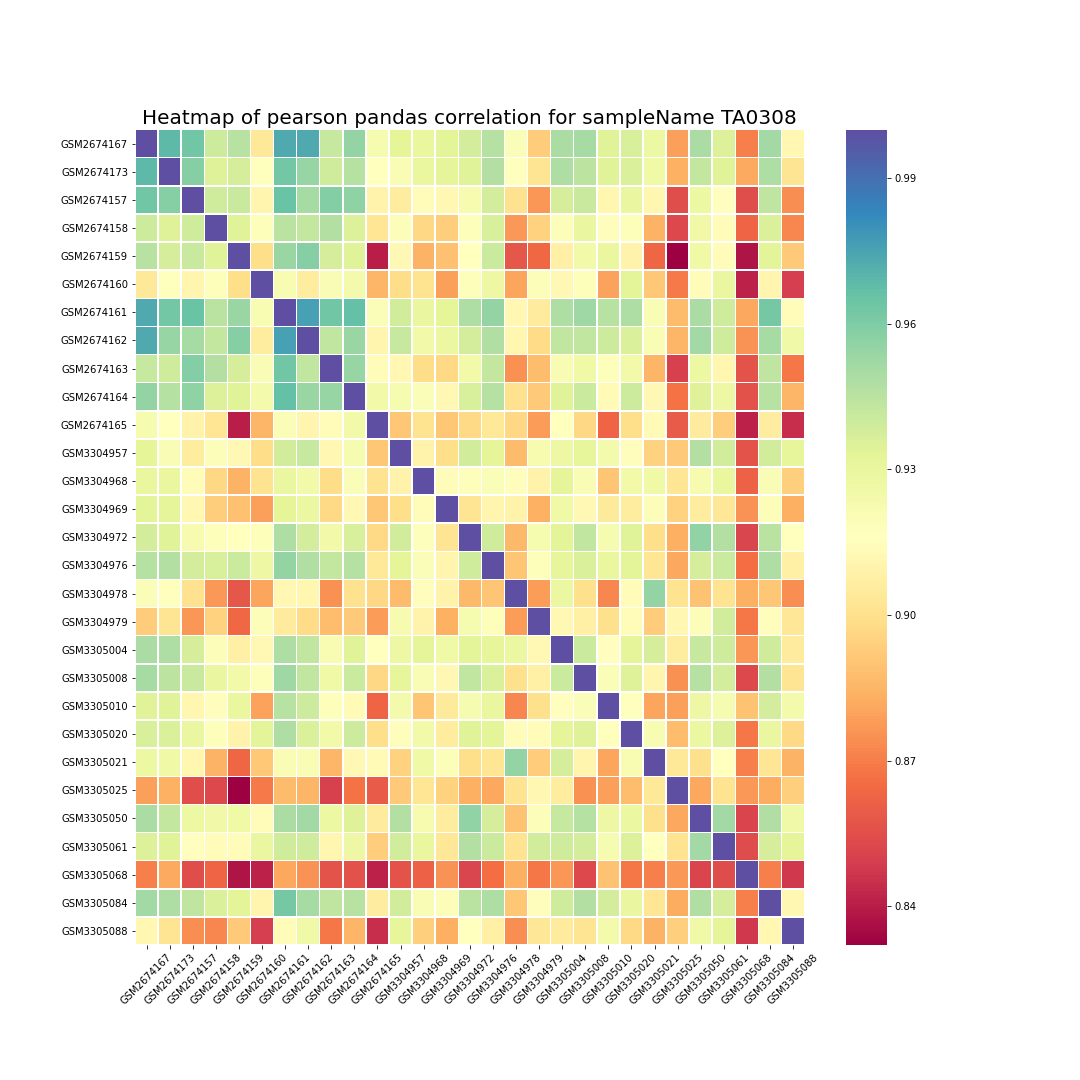 Heatmap of pearson pandas correlation for sampleName TA0308
GSM2674167
GSM2674173
GSM2674157
GSM2674158
GSM2674159
GSM2674160
GSM2674161
GSM2674162
GSM2674163
GSM2674164
GSM2674165
GSM3304957
GSM3304968
GSM3304969
GSM3304972
GSM3304976
GSM3304978
GSM3304979
GSM3305004
GSM3305008
GSM3305010
GSM3305020
GSM3305021
GSM3305025
GSM3305050
GSM3305061
GSM3305068
GSM3305084
GSM3305088
0.99
0.96
0.93
0.90
0.87
0.84
GSM2674167
GSM2674173
GSM2674157
GSM2674158
GSM2674159
GSM2674160
GSM2674161
GSM2674162
GSM2674163
GSM2674164
GSM2674165
GSM3304957
GSM3304968
GSM3304969
GSM3304972
GSM3304976
GSM3304978
GSM3304979
GSM3305004
GSM3305008
GSM3305010
GSM3305020
GSM3305021
GSM3305025
GSM3305050
GSM3305061
GSM3305068
GSM3305084
GSM3305088